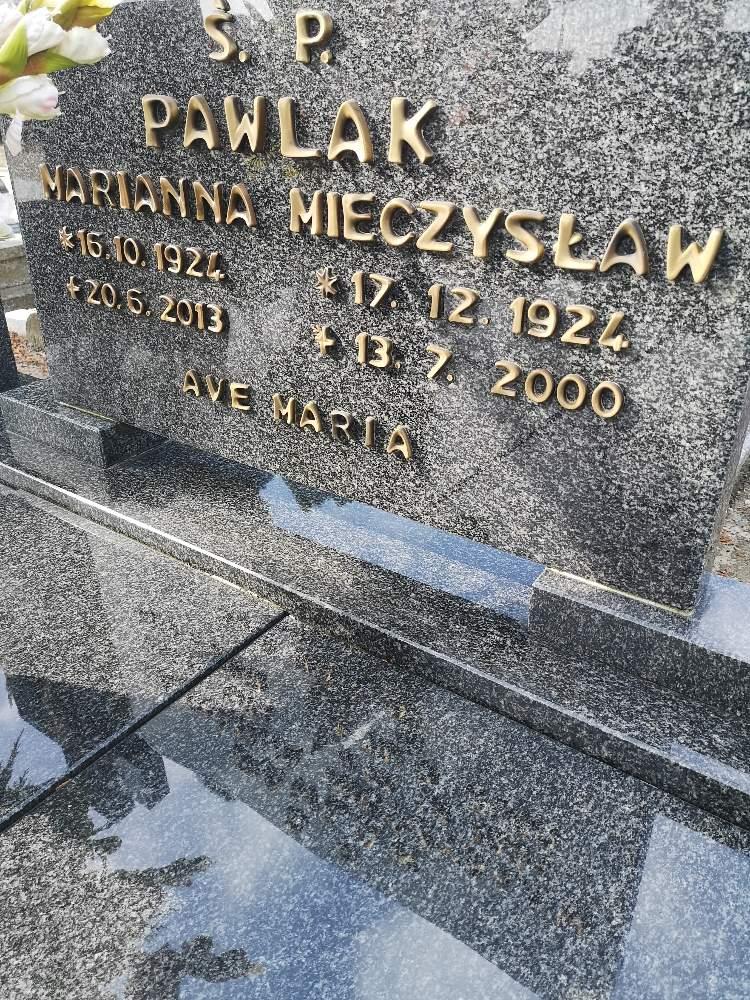 Ś. P.
PAWLAK
MARIANNA MIECZYSŁAW
*16.10.1924 * 17. 12. 1924
+20.6.2013 + 13. 7. 2000
AVE MARIA